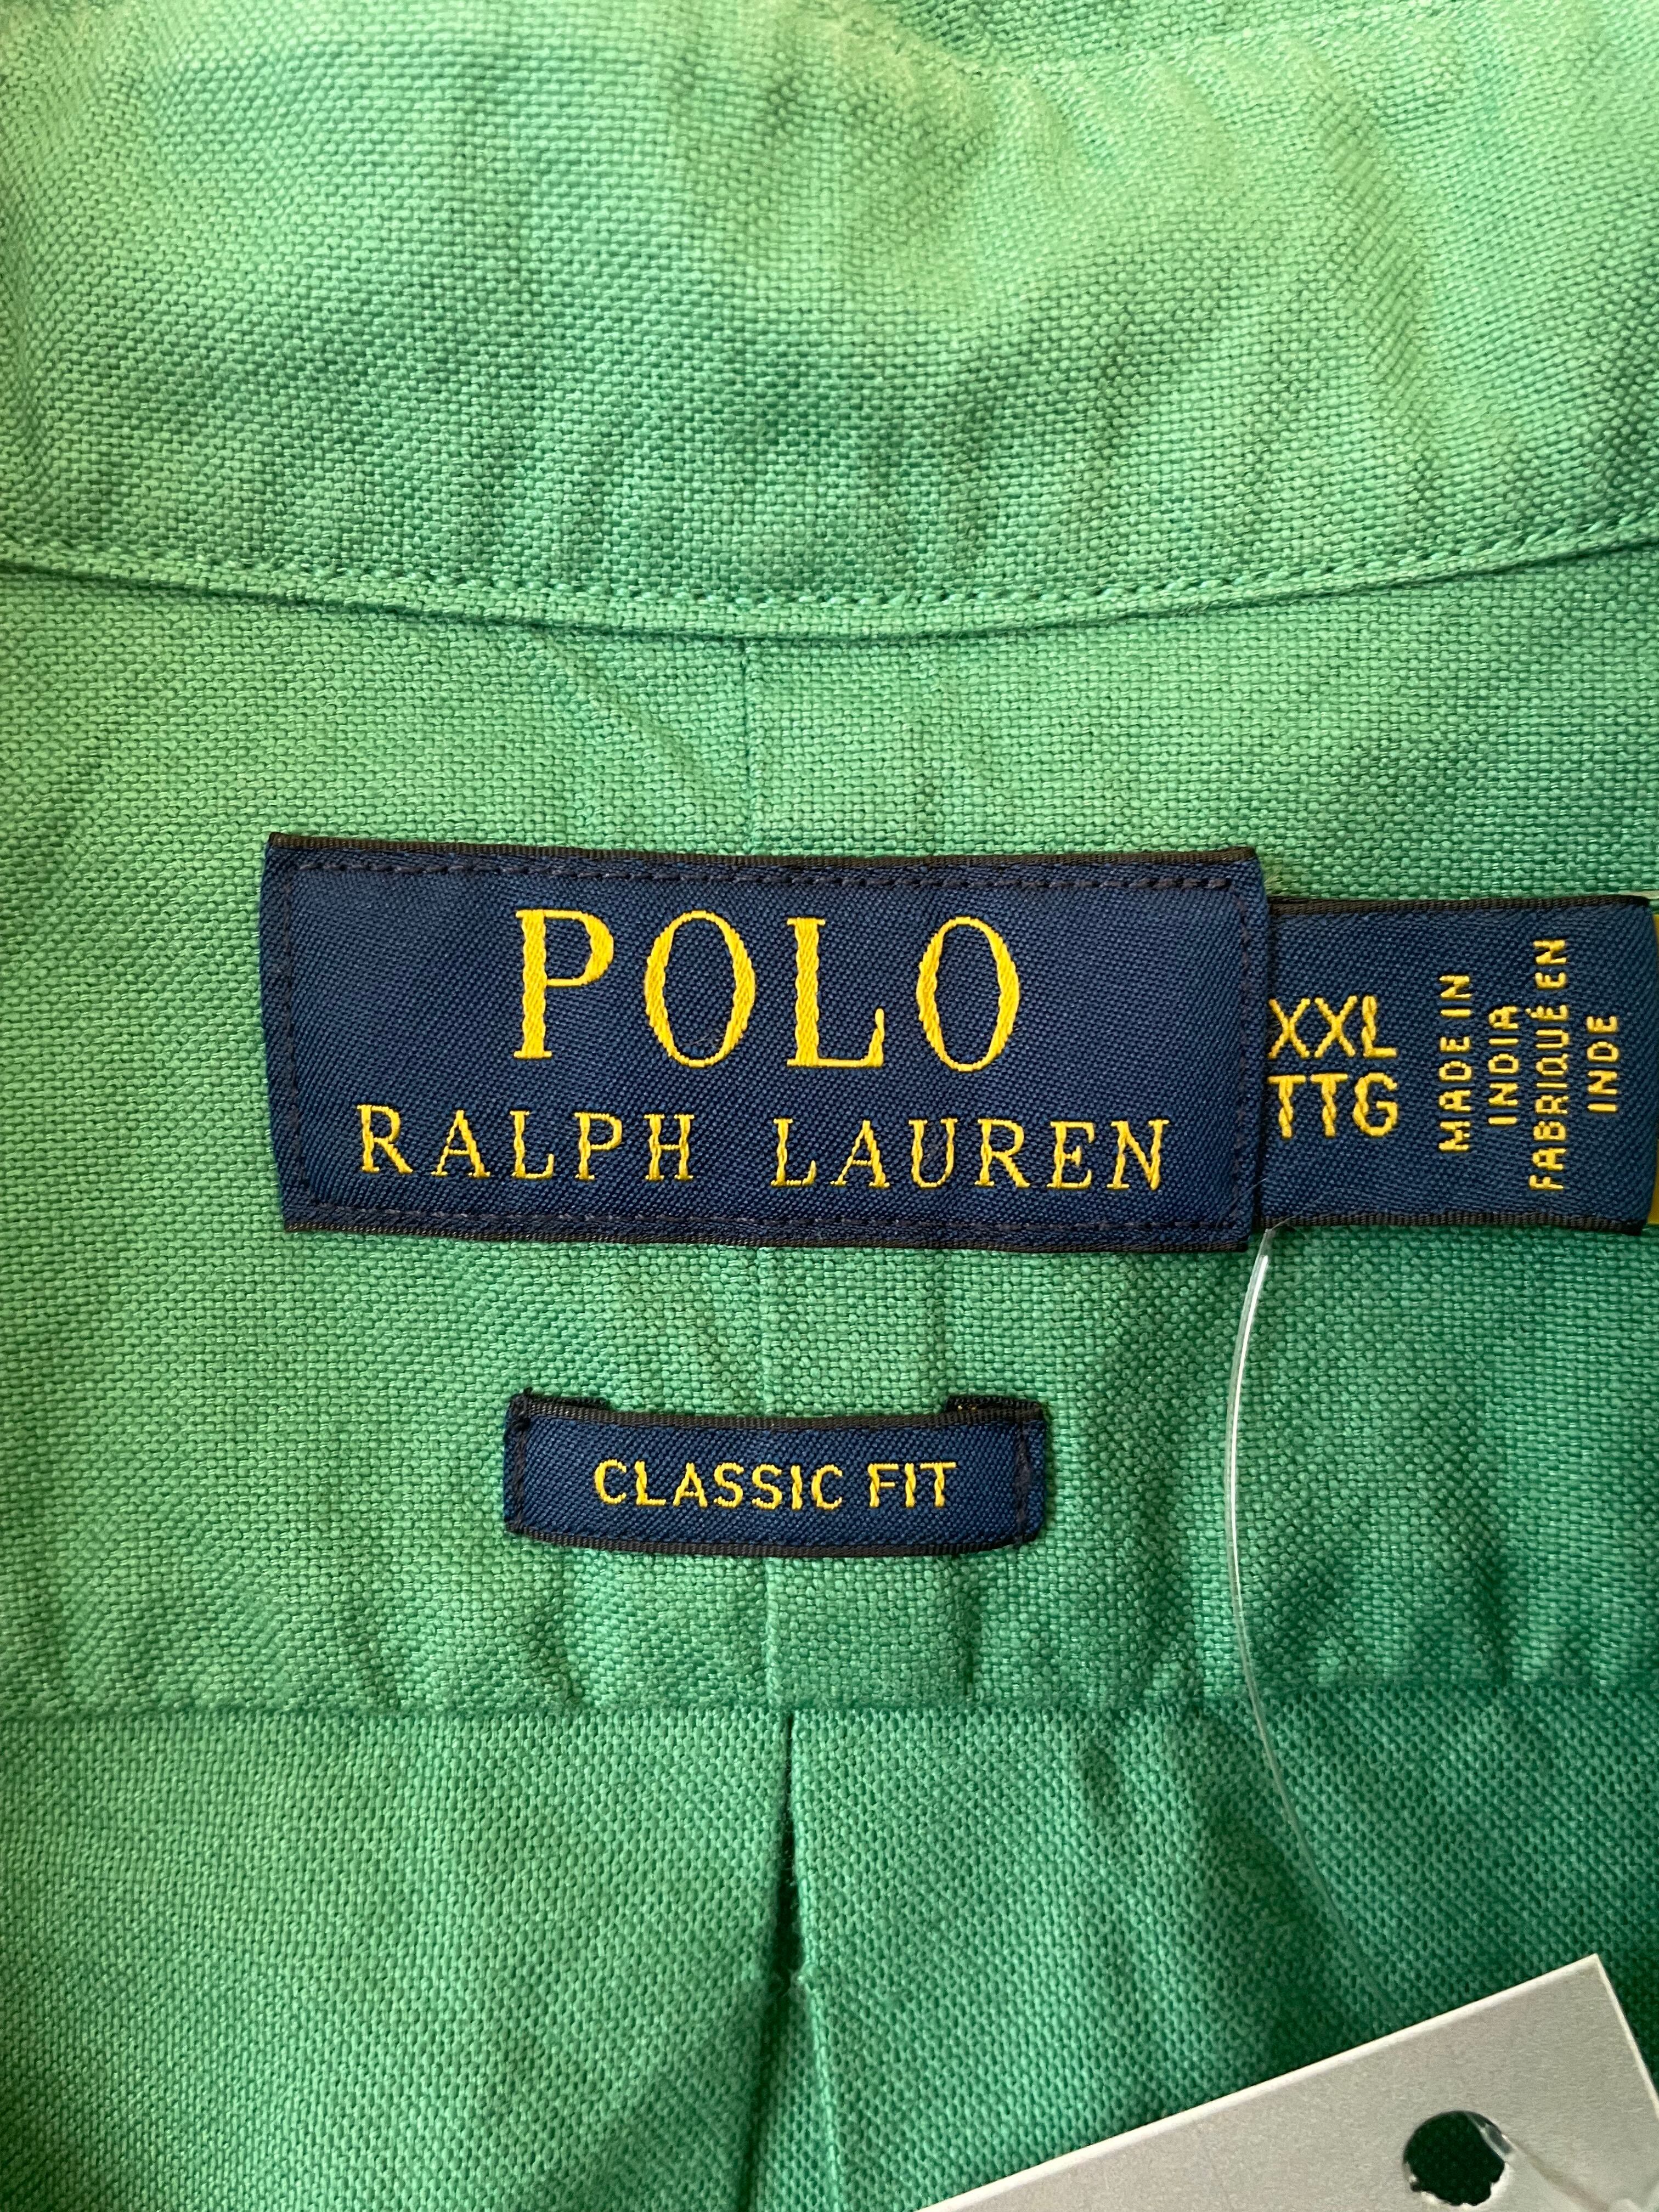 POLO
RALPH LAUREN
XXL
TTG
MADE IN
INDIA
FABRIQUÉ EN
INDE
CLASSIC FIT